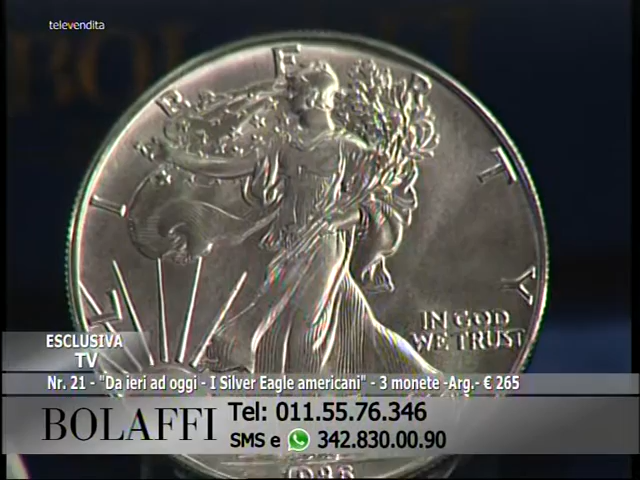 televendita
LIBERTY
IN GOD
WE TRUST
ESCLUSIVA
TV
Nr. 21 - "Da ieri ad oggi - I Silver Eagle americani" - 3 monete -Arg.- € 265
BOLAFFI
Tel: 011.55.76.346
SMS e 342.830.00.90